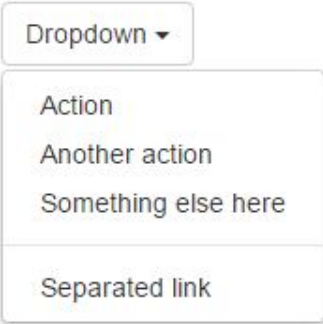 Dropdown
Action
Another action
Something else here
Separated link